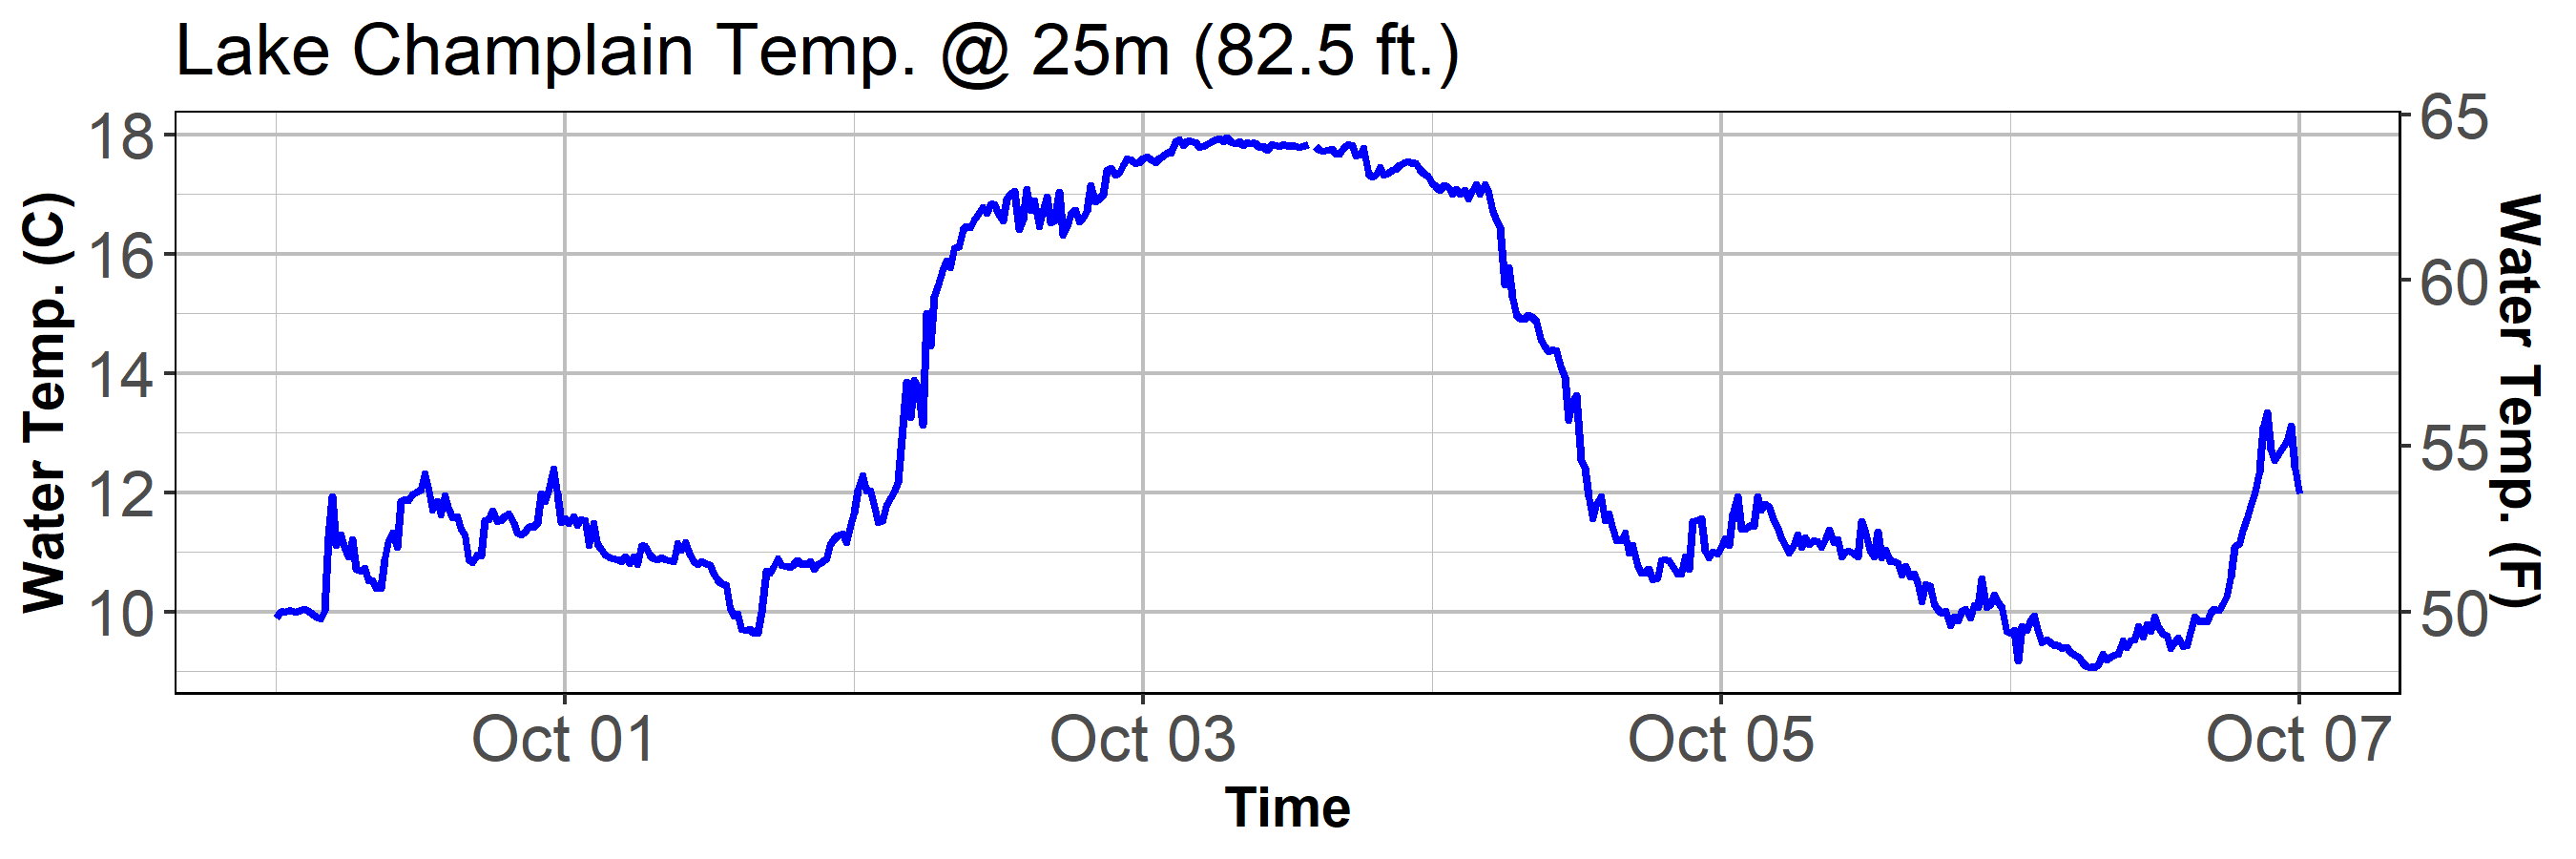 Lake Champlain Temp. @ 25m (82.5 ft.)
Water Temp. (C)
18
16
14
12
10
65
60
55
50
Water Temp. (F)
Oct 01
Oct 03
Oct 05
Oct 07
Time